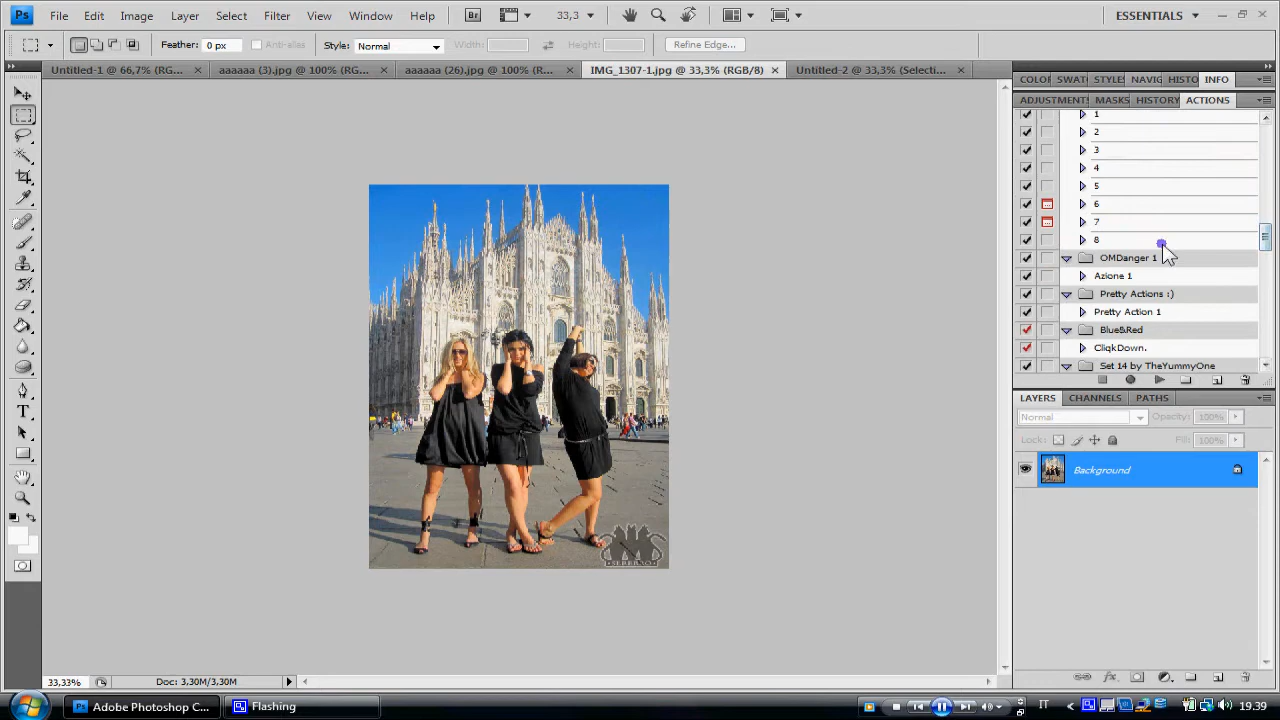 Ps File Edit Image Layer Select Filter View Window Help Br 33,3 ESSENTIALS
Feather: 0 px Anti-alias Style: Normal Width: Height: Refine Edge...
Untitled-1 @ 66,7% (RG... aaaaaa (3).jpg @ 100% (RG... aaaaaa (26).jpg @ 100% (R... IMG_1307-1.jpg @ 33,3% (RGB/8) Untitled-2 @ 33,3% (Selecti...
COLOR SWAT STYLES NAVIG HISTO INFO
ADJUSTMENTS MASKS HISTORY ACTIONS
1
2
3
4
5
6
7
8
OMDanger 1
Azione 1
Pretty Actions :)
Pretty Action 1
Blue&Red
CliqkDown.
Set 14 by TheYummyOne
LAYERS CHANNELS PATHS
Normal Opacity: 100%
Lock: Fill: 100%
Background
33,33% Doc: 3,30M/3,30M
Ps Adobe Photoshop C... Flashing IT 19.39